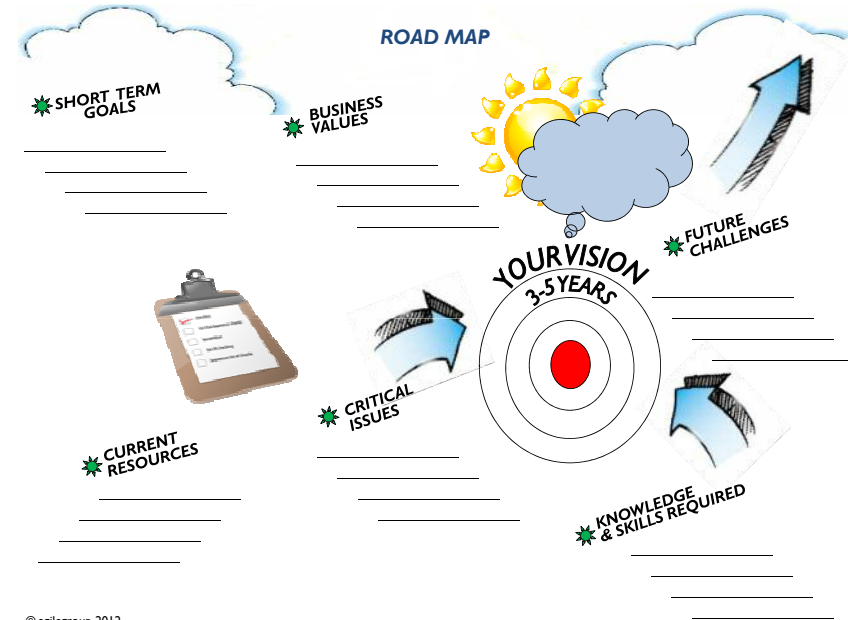 ROAD MAP
SHORT TERM
GOALS
BUSINESS
VALUES
FUTURE
CHALLENGES
YOUR VISION
3-5 YEARS
CRITICAL
ISSUES
CURRENT
RESOURCES
KNOWLEDGE
& SKILLS REQUIRED